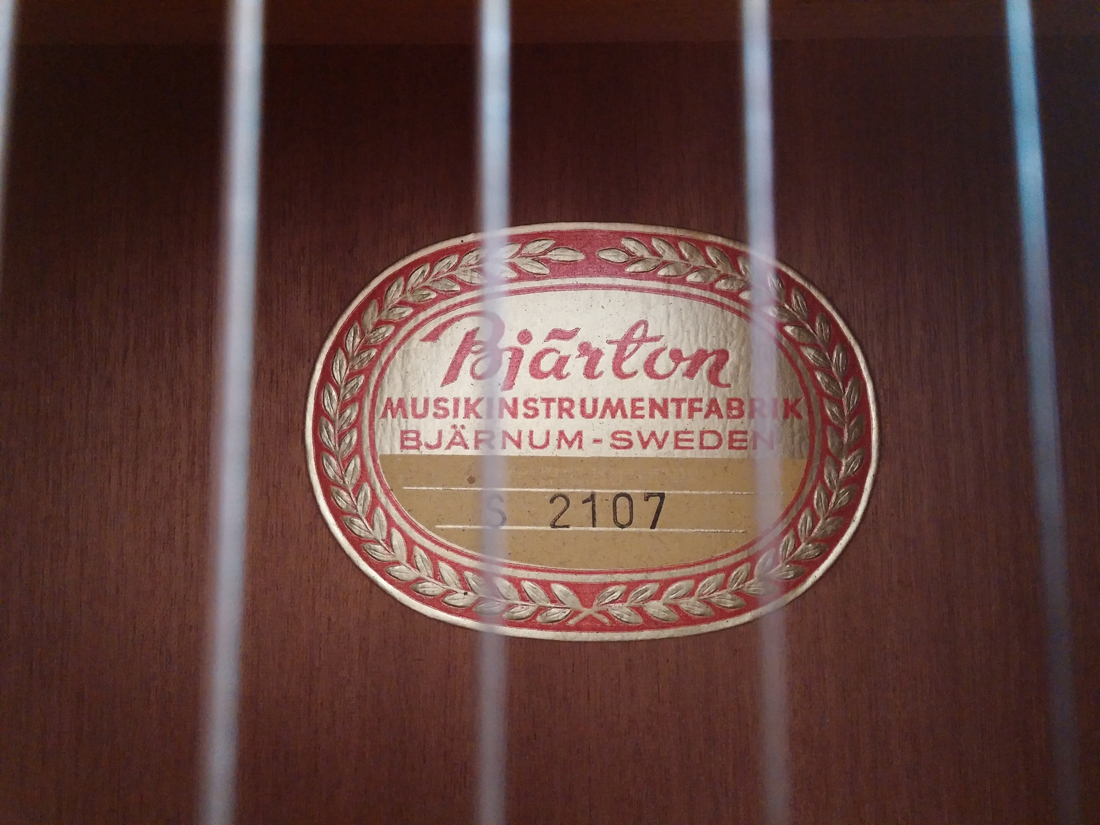 Bjärton
MUSIKINSTRUMENTFABRIK
BJÄRNUM-SWEDEN
S 2107